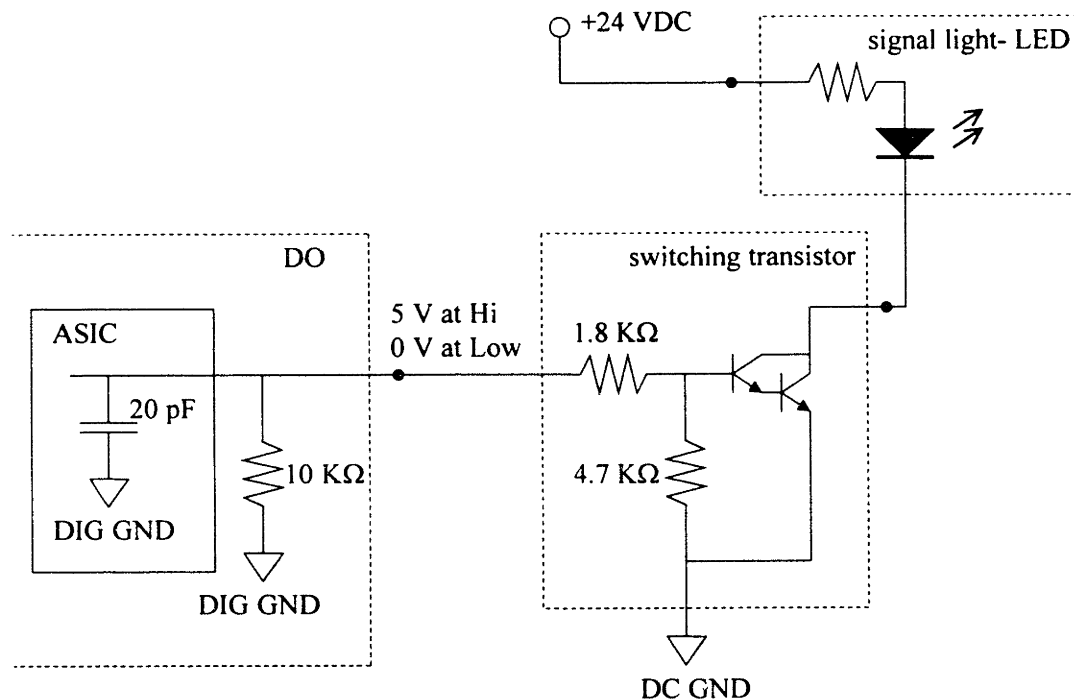 +24 VDC
signal light- LED
DO
switching transistor
ASIC
5 V at Hi
0 V at Low
1.8 KΩ
20 pF
4.7 KΩ
10 KΩ
DIG GND
DIG GND
DC GND